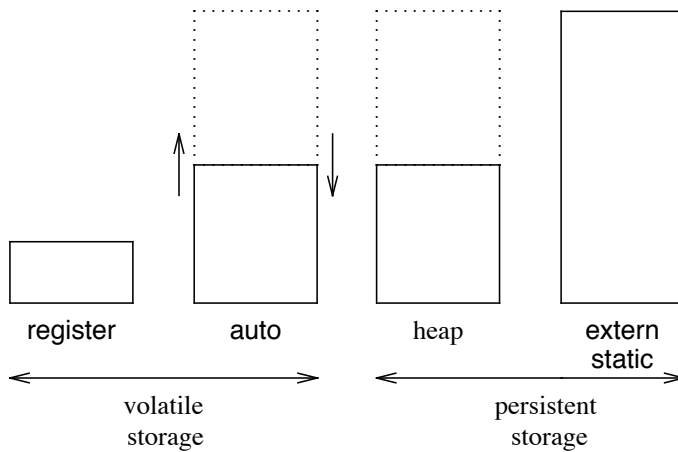 register auto heap extern
static
volatile persistent
storage storage